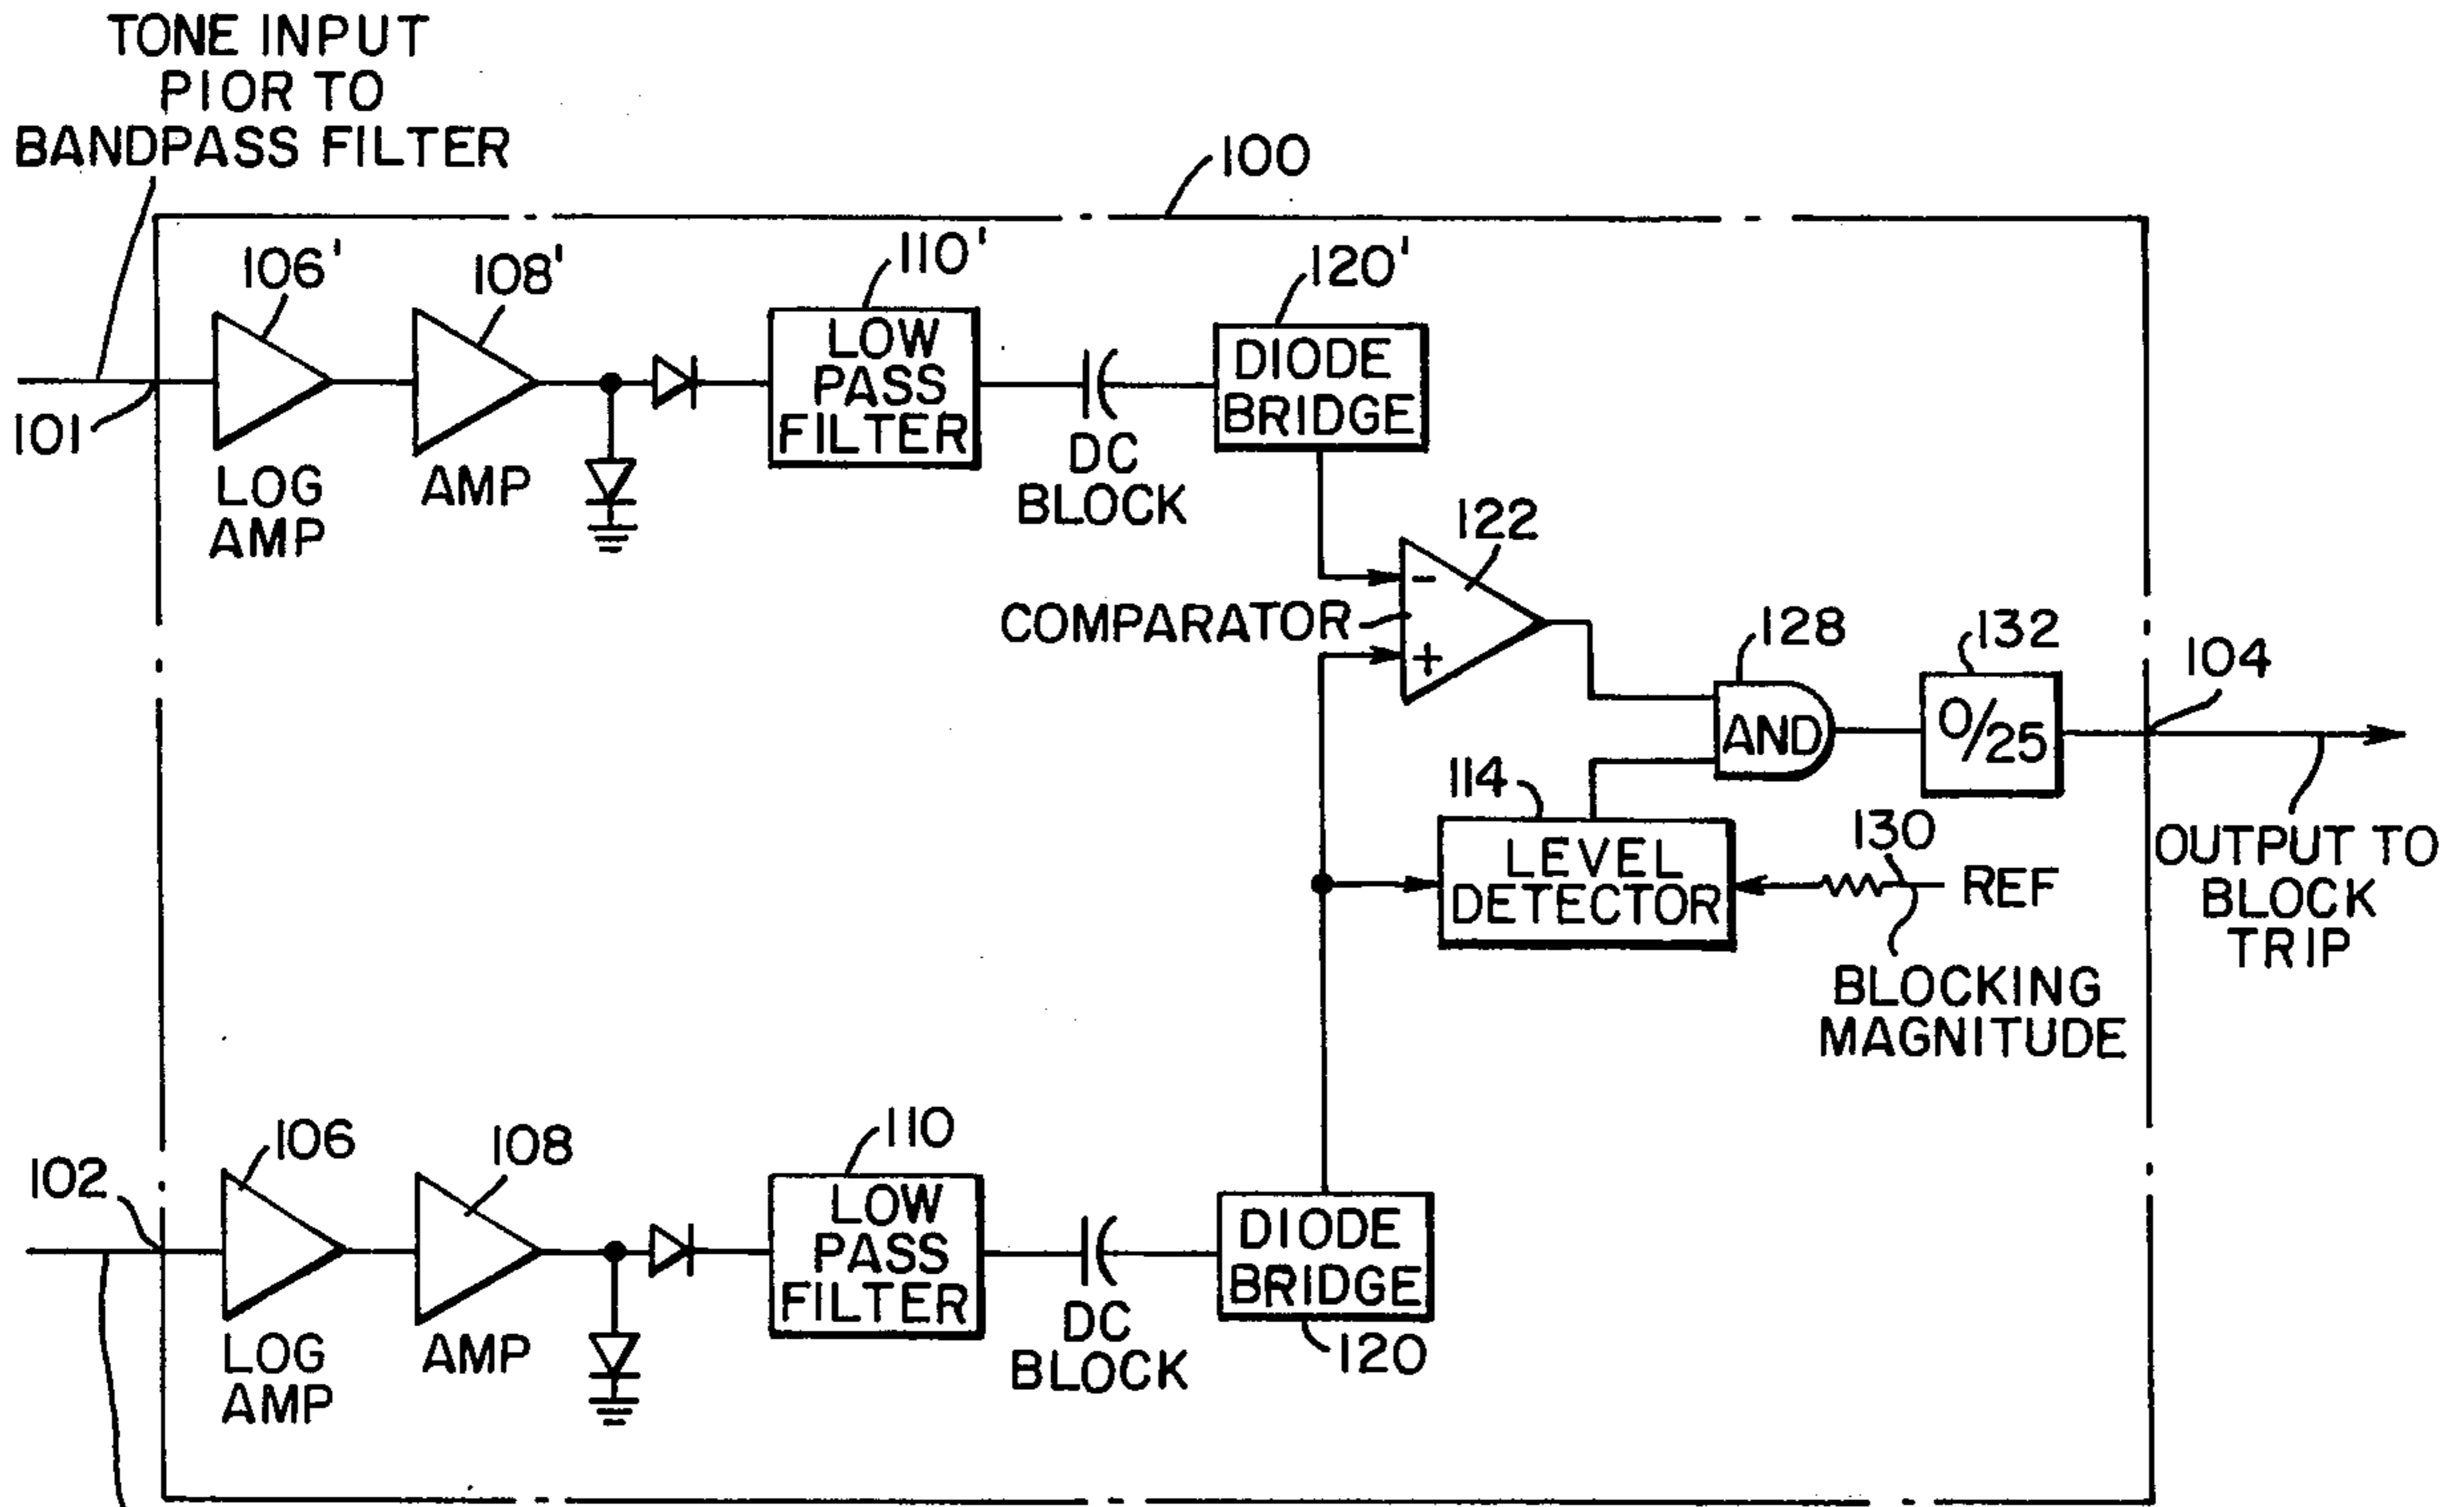 TONE INPUT
PIOR TO
BANDPASS FILTER
100
106'
108'
110'
120'
LOW
PASS
FILTER
DIODE
BRIDGE
101
LOG
AMP
AMP
DC
BLOCK
122
COMPARATOR
-
+
128
132
104
AND
0/25
114
130
LEVEL
DETECTOR
REF
OUTPUT TO
BLOCK
TRIP
BLOCKING
MAGNITUDE
102
106
108
110
LOW
PASS
FILTER
DIODE
BRIDGE
LOG
AMP
AMP
DC
BLOCK
120